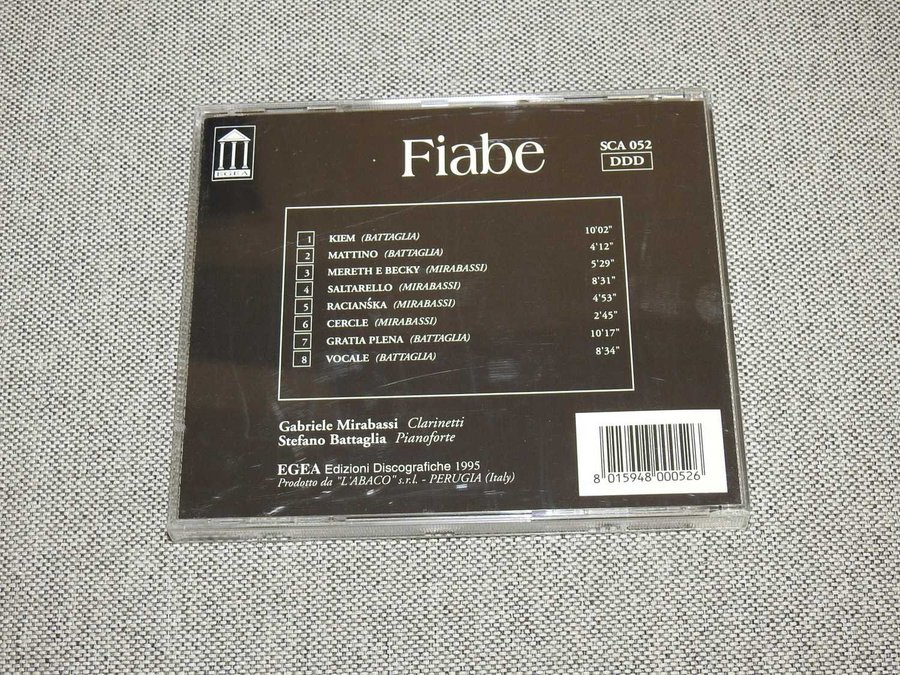 EGEA
Fiabe
SCA 052
DDD
1 KIEM (BATTAGLIA) 10'02"
2 MATTINO (BATTAGLIA) 4'12"
3 MERETH E BECKY (MIRABASSI) 5'29"
4 SALTARELLO (MIRABASSI) 8'31"
5 RACIANŚKA (MIRABASSI) 4'53"
6 CERCLE (MIRABASSI) 2'45"
7 GRATIA PLENA (BATTAGLIA) 10'17"
8 VOCALE (BATTAGLIA) 8'34"
Gabriele Mirabassi Clarinetti
Stefano Battaglia Pianoforte
EGEA Edizioni Discografiche 1995
Prodotto da "L'ABACO" s.r.l. - PERUGIA (Italy)
8 015948 000526